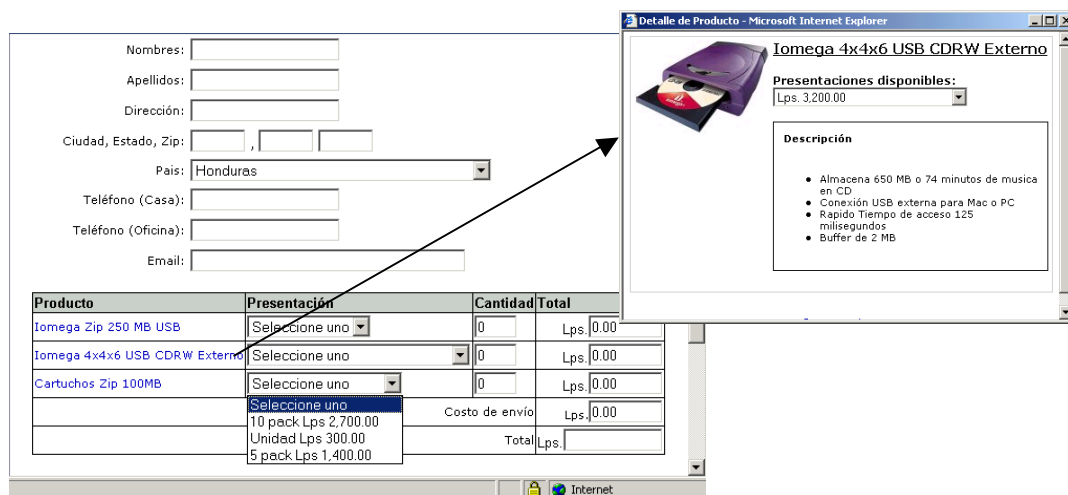 Nombres:
Apellidos:
Dirección:
Ciudad, Estado, Zip: ,
Pais: Honduras
Teléfono (Casa):
Teléfono (Oficina):
Email:
Producto Presentación Cantidad Total
Iomega Zip 250 MB USB Seleccione uno 0 Lps. 0.00
Iomega 4x4x6 USB CDRW Externo Seleccione uno 0 Lps. 0.00
Cartuchos Zip 100MB Seleccione uno 0 Lps. 0.00
Seleccione uno
10 pack Lps 2,700.00
Unidad Lps 300.00
5 pack Lps 1,400.00
Costo de envío Lps. 0.00
Total Lps.
Internet
Detalle de Producto - Microsoft Internet Explorer
Iomega 4x4x6 USB CDRW Externo
Presentaciones disponibles:
Lps. 3,200.00
Descripción
Almacena 650 MB o 74 minutos de musica
en CD
Conexión USB externa para Mac o PC
Rapido Tiempo de acceso 125
milisegundos
Buffer de 2 MB